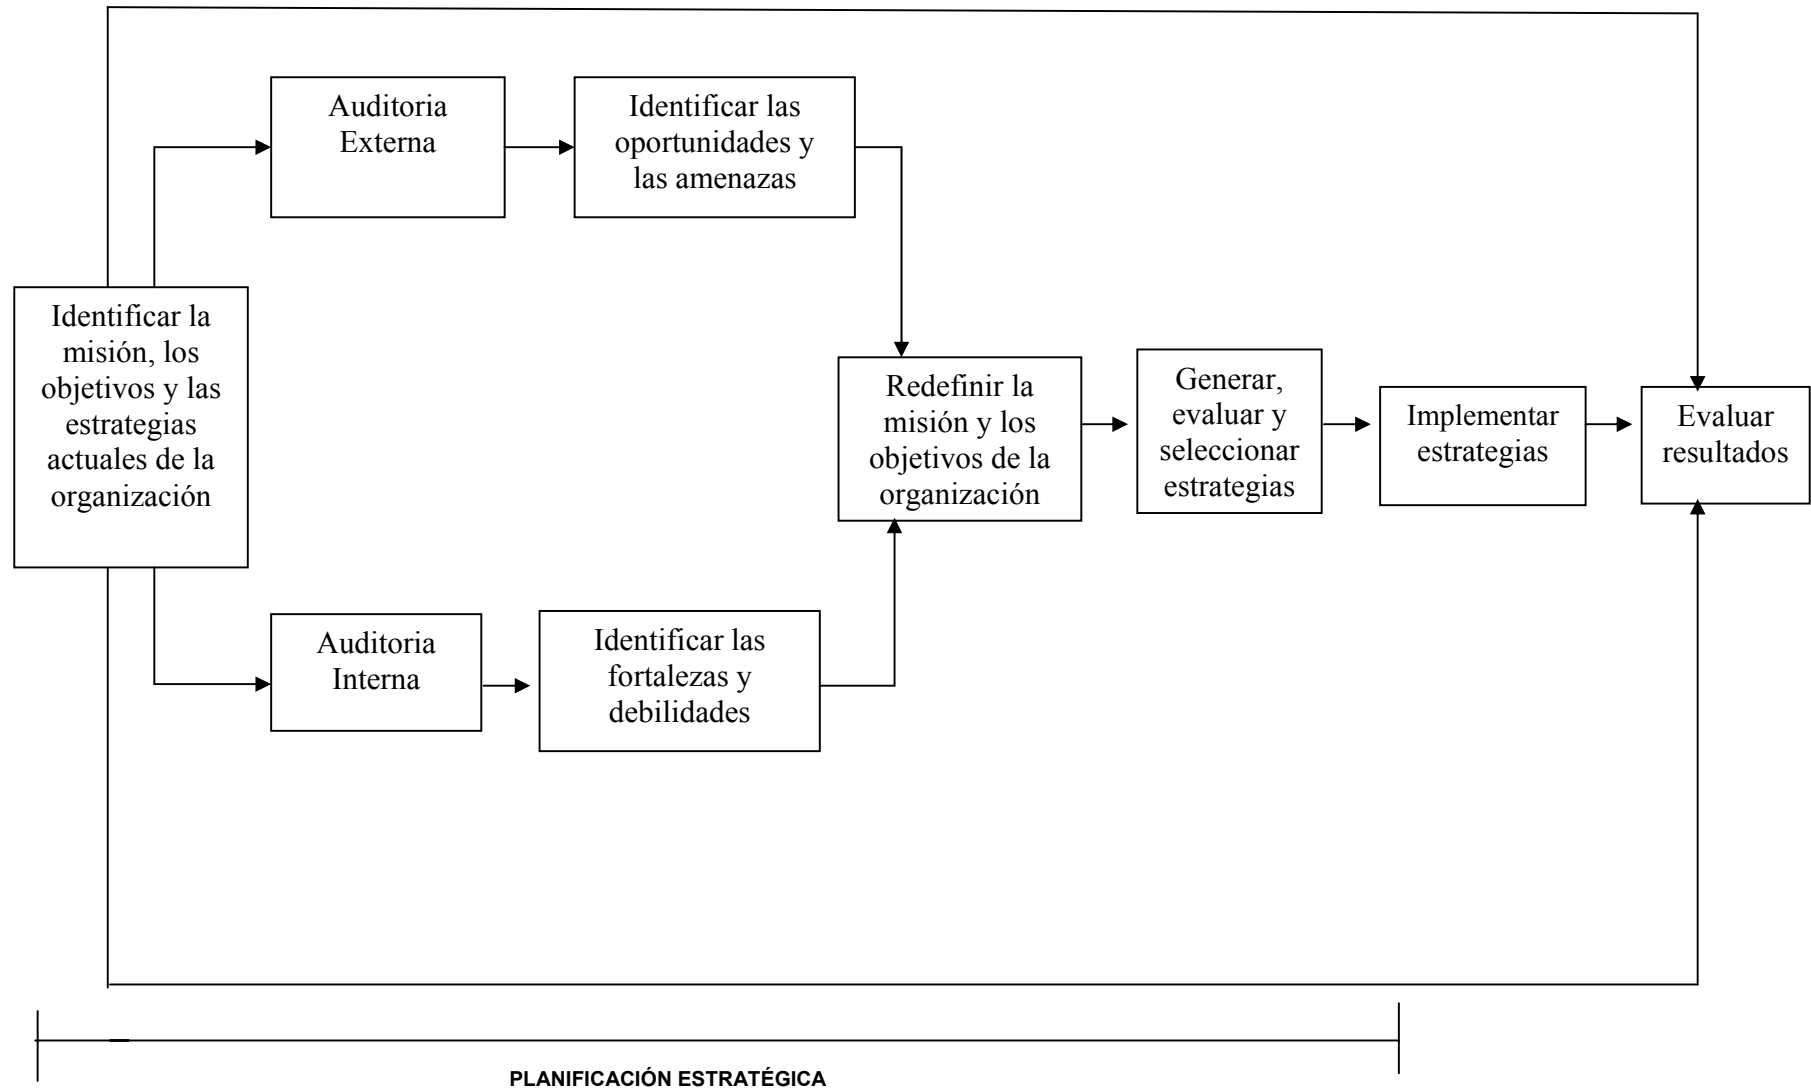 Auditoria
Externa
Identificar las
oportunidades y
las amenazas
Identificar la
misión, los
objetivos y las
estrategias
actuales de la
organización
Redefinir la
misión y los
objetivos de la
organización
Generar,
evaluar y
seleccionar
estrategias
Implementar
estrategias
Evaluar
resultados
Auditoria
Interna
Identificar las
fortalezas y
debilidades
PLANIFICACIÓN ESTRATÉGICA